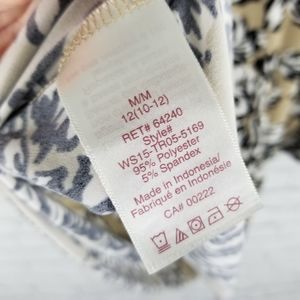 M/M
12(10-12)
RET# 64240
Style#
WS15-TR05-5169
95% Polyester
5% Spandex
Made in Indonesia/
Fabriqué en Indonésie
CA# 00222